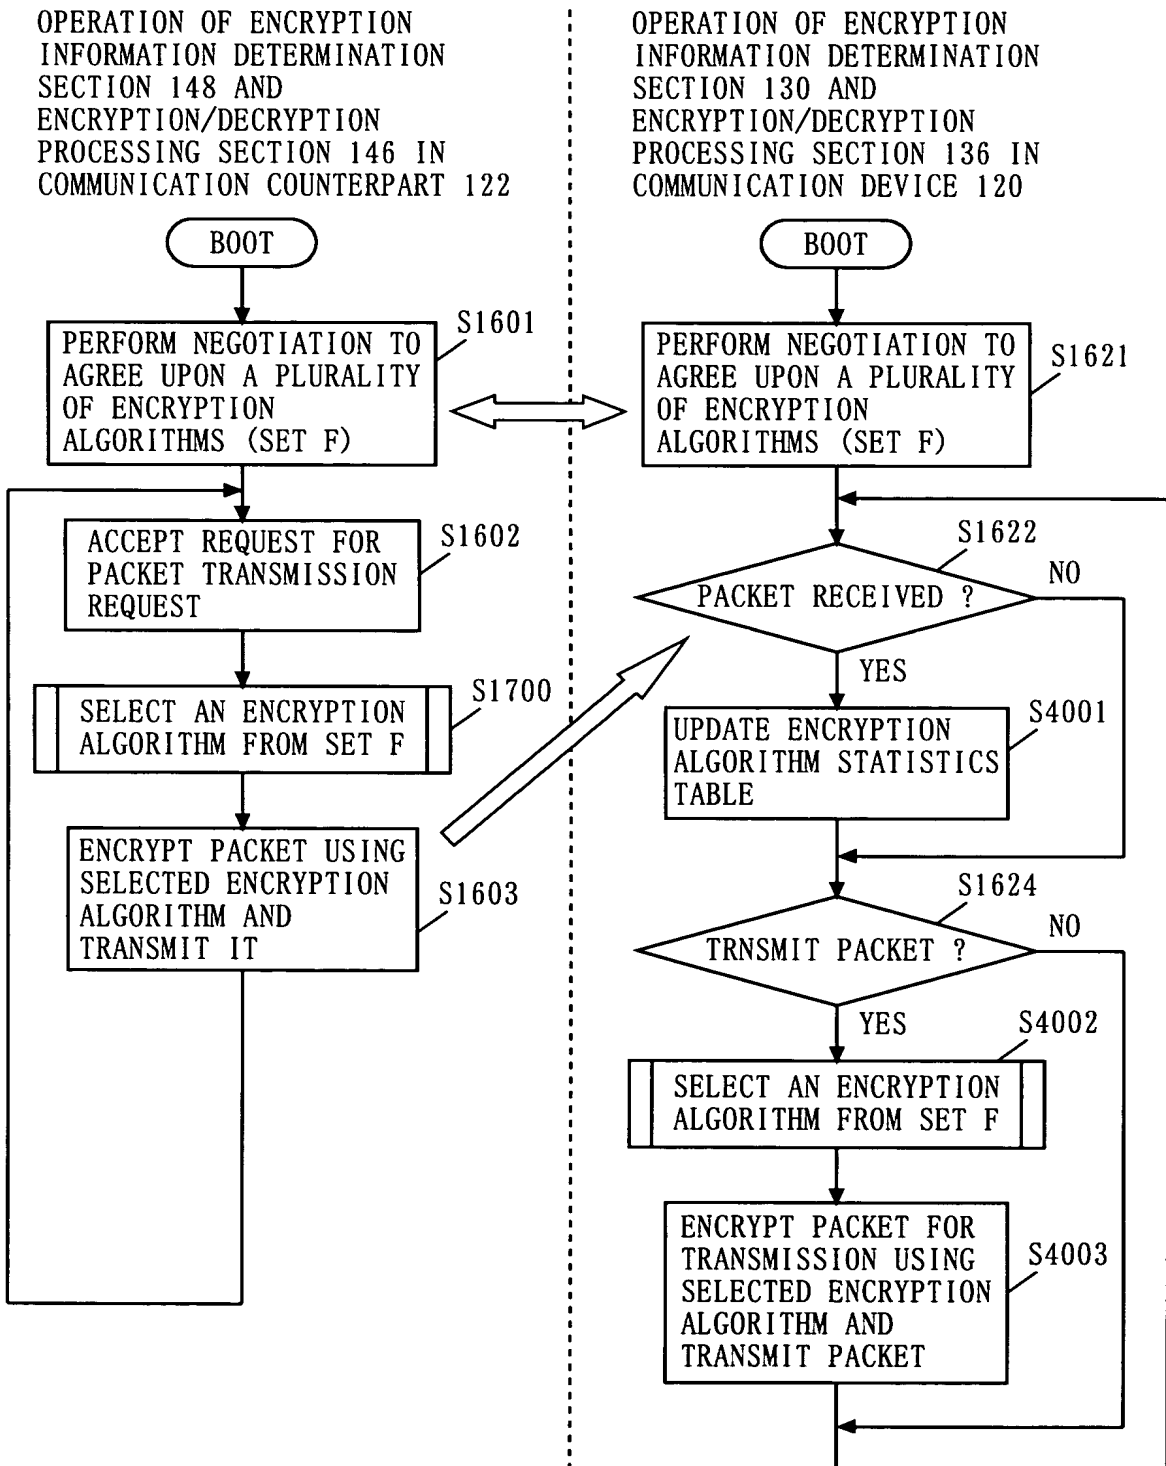 OPERATION OF ENCRYPTION
INFORMATION DETERMINATION
SECTION 148 AND
ENCRYPTION/DECRYPTION
PROCESSING SECTION 146 IN
COMMUNICATION COUNTERPART 122
BOOT
S1601
PERFORM NEGOTIATION TO
AGREE UPON A PLURALITY
OF ENCRYPTION
ALGORITHMS (SET F)
S1602
ACCEPT REQUEST FOR
PACKET TRANSMISSION
REQUEST
S1700
SELECT AN ENCRYPTION
ALGORITHM FROM SET F
ENCRYPT PACKET USING
SELECTED ENCRYPTION
ALGORITHM AND
TRANSMIT IT
S1603
OPERATION OF ENCRYPTION
INFORMATION DETERMINATION
SECTION 130 AND
ENCRYPTION/DECRYPTION
PROCESSING SECTION 136 IN
COMMUNICATION DEVICE 120
BOOT
S1621
PERFORM NEGOTIATION TO
AGREE UPON A PLURALITY
OF ENCRYPTION
ALGORITHMS (SET F)
S1622
NO
PACKET RECEIVED ?
YES
S4001
UPDATE ENCRYPTION
ALGORITHM STATISTICS
TABLE
S1624
NO
TRNSMIT PACKET ?
YES
S4002
SELECT AN ENCRYPTION
ALGORITHM FROM SET F
ENCRYPT PACKET FOR
TRANSMISSION USING
SELECTED ENCRYPTION
ALGORITHM AND
TRANSMIT PACKET
S4003